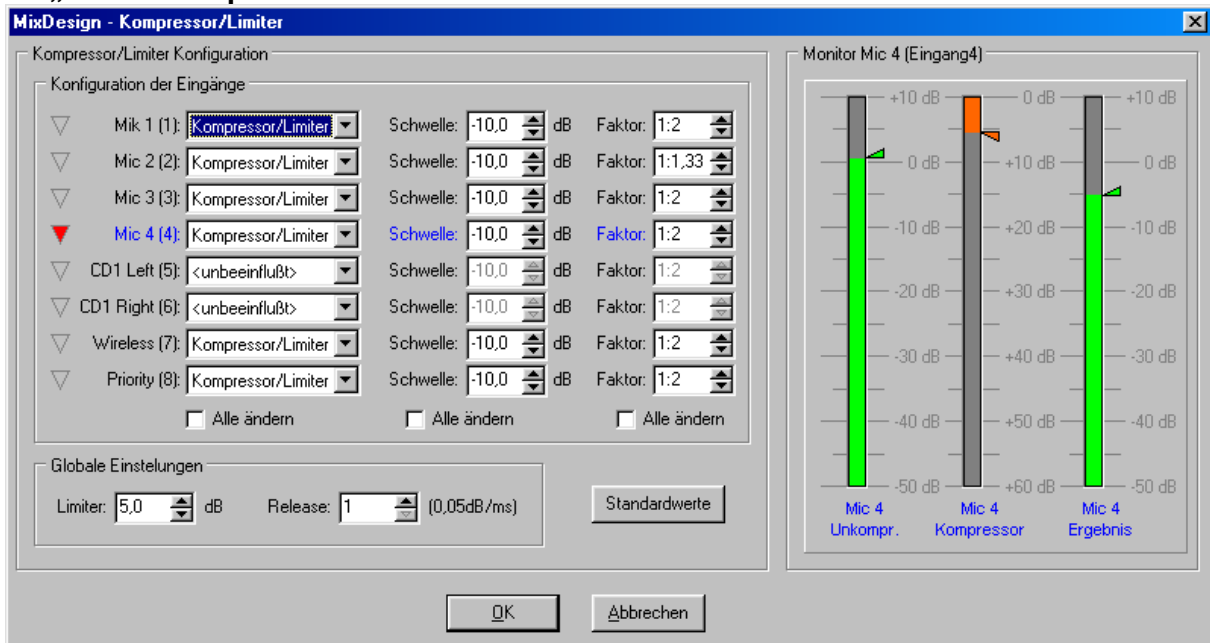 MixDesign - Kompressor/Limiter
Kompressor/Limiter Konfiguration
Konfiguration der Eingänge
Mik 1 (1): Kompressor/Limiter Schwelle: -10,0 dB Faktor: 1:2
Mic 2 (2): Kompressor/Limiter Schwelle: -10,0 dB Faktor: 1:1,33
Mic 3 (3): Kompressor/Limiter Schwelle: -10,0 dB Faktor: 1:2
Mic 4 (4): Kompressor/Limiter Schwelle: -10,0 dB Faktor: 1:2
CD1 Left (5): <unbeeinflußt> Schwelle: -10,0 dB Faktor: 1:2
CD1 Right (6): <unbeeinflußt> Schwelle: -10,0 dB Faktor: 1:2
Wireless (7): Kompressor/Limiter Schwelle: -10,0 dB Faktor: 1:2
Priority (8): Kompressor/Limiter Schwelle: -10,0 dB Faktor: 1:2
Alle ändern Alle ändern Alle ändern
Globale Einstelungen
Limiter: 5,0 dB Release: 1 (0,05dB/ms)
Standardwerte
Monitor Mic 4 (Eingang4)
+10 dB 0 dB +10 dB
0 dB +10 dB 0 dB
-10 dB +20 dB -10 dB
-20 dB +30 dB -20 dB
-30 dB +40 dB -30 dB
-40 dB +50 dB -40 dB
-50 dB +60 dB -50 dB
Mic 4 Mic 4 Mic 4
Unkompr. Kompressor Ergebnis
OK Abbrechen